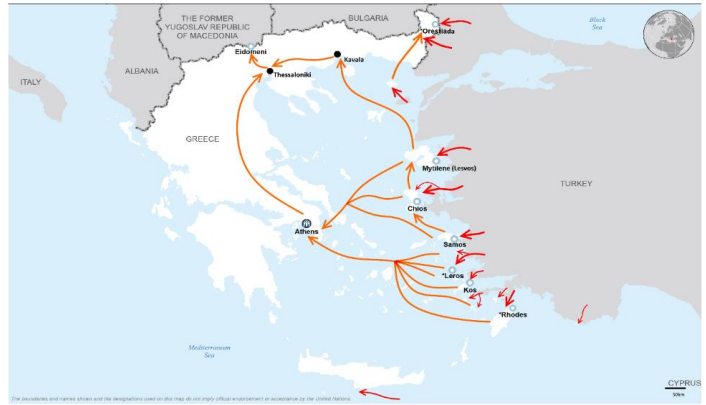 THE FORMER
YUGOSLAV REPUBLIC
OF MACEDONIA
BULGARIA
Black
Sea
*Orestiada
Eidomeni
Kavala
Thessaloniki
ITALY
ALBANIA
GREECE
Mytilene (Lesvos)
TURKEY
Chios
Athens
Samos
*Leros
Kos
*Rhodes
Mediterranean
Sea
CYPRUS
50km
The boundaries and names shown and the designations used on this map do not imply official endorsement or acceptance by the United Nations.